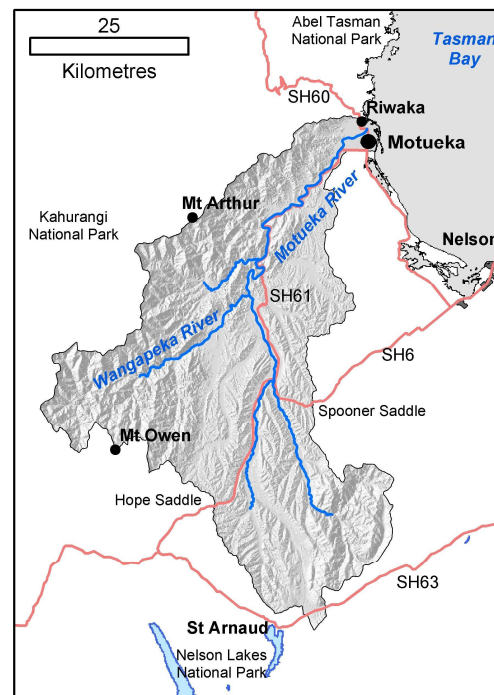 25
Kilometres
Abel Tasman
National Park
Tasman
Bay
SH60
Riwaka
Motueka
Mt Arthur
Kahurangi
National Park
Motueka River
Nelson
SH61
Wangapeka River
SH6
Spooner Saddle
Mt Owen
Hope Saddle
SH63
St Arnaud
Nelson Lakes
National Park